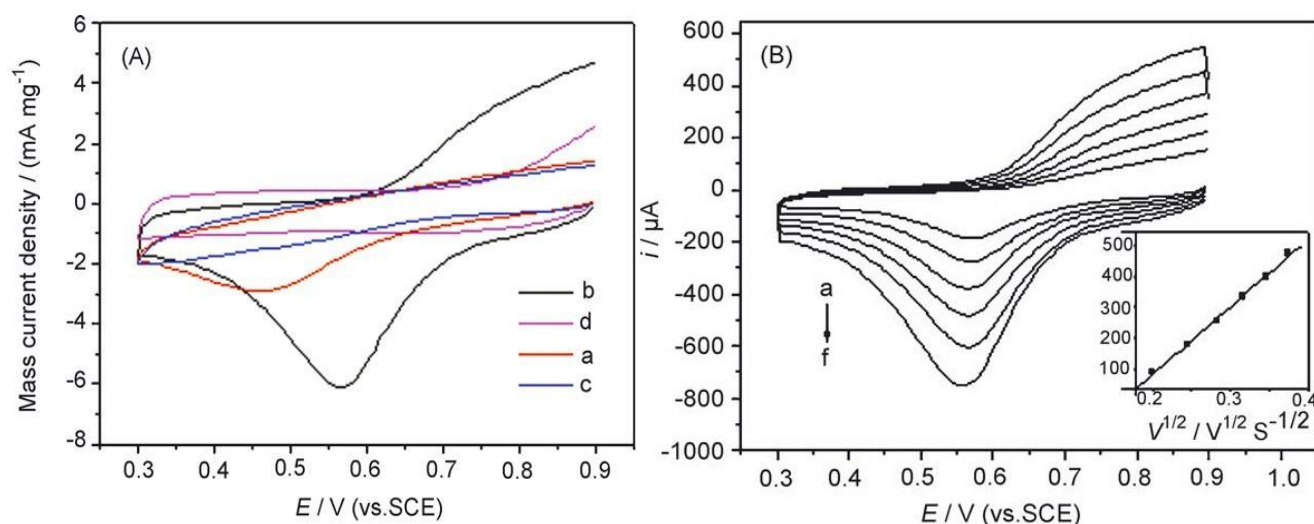 (A)
Mass current density / (mA mg⁻¹)
6
4
2
0
-2
-4
-6
-8
b
d
a
c
0.3 0.4 0.5 0.6 0.7 0.8 0.9
E / V (vs.SCE)
(B)
i / µA
600
400
200
0
-200
-400
-600
-800
-1000
a
f
500
400
300
200
100
0.2 0.3 0.4
V^1/2 / V^1/2 S^-1/2
0.3 0.4 0.5 0.6 0.7 0.8 0.9 1.0
E / V (vs.SCE)